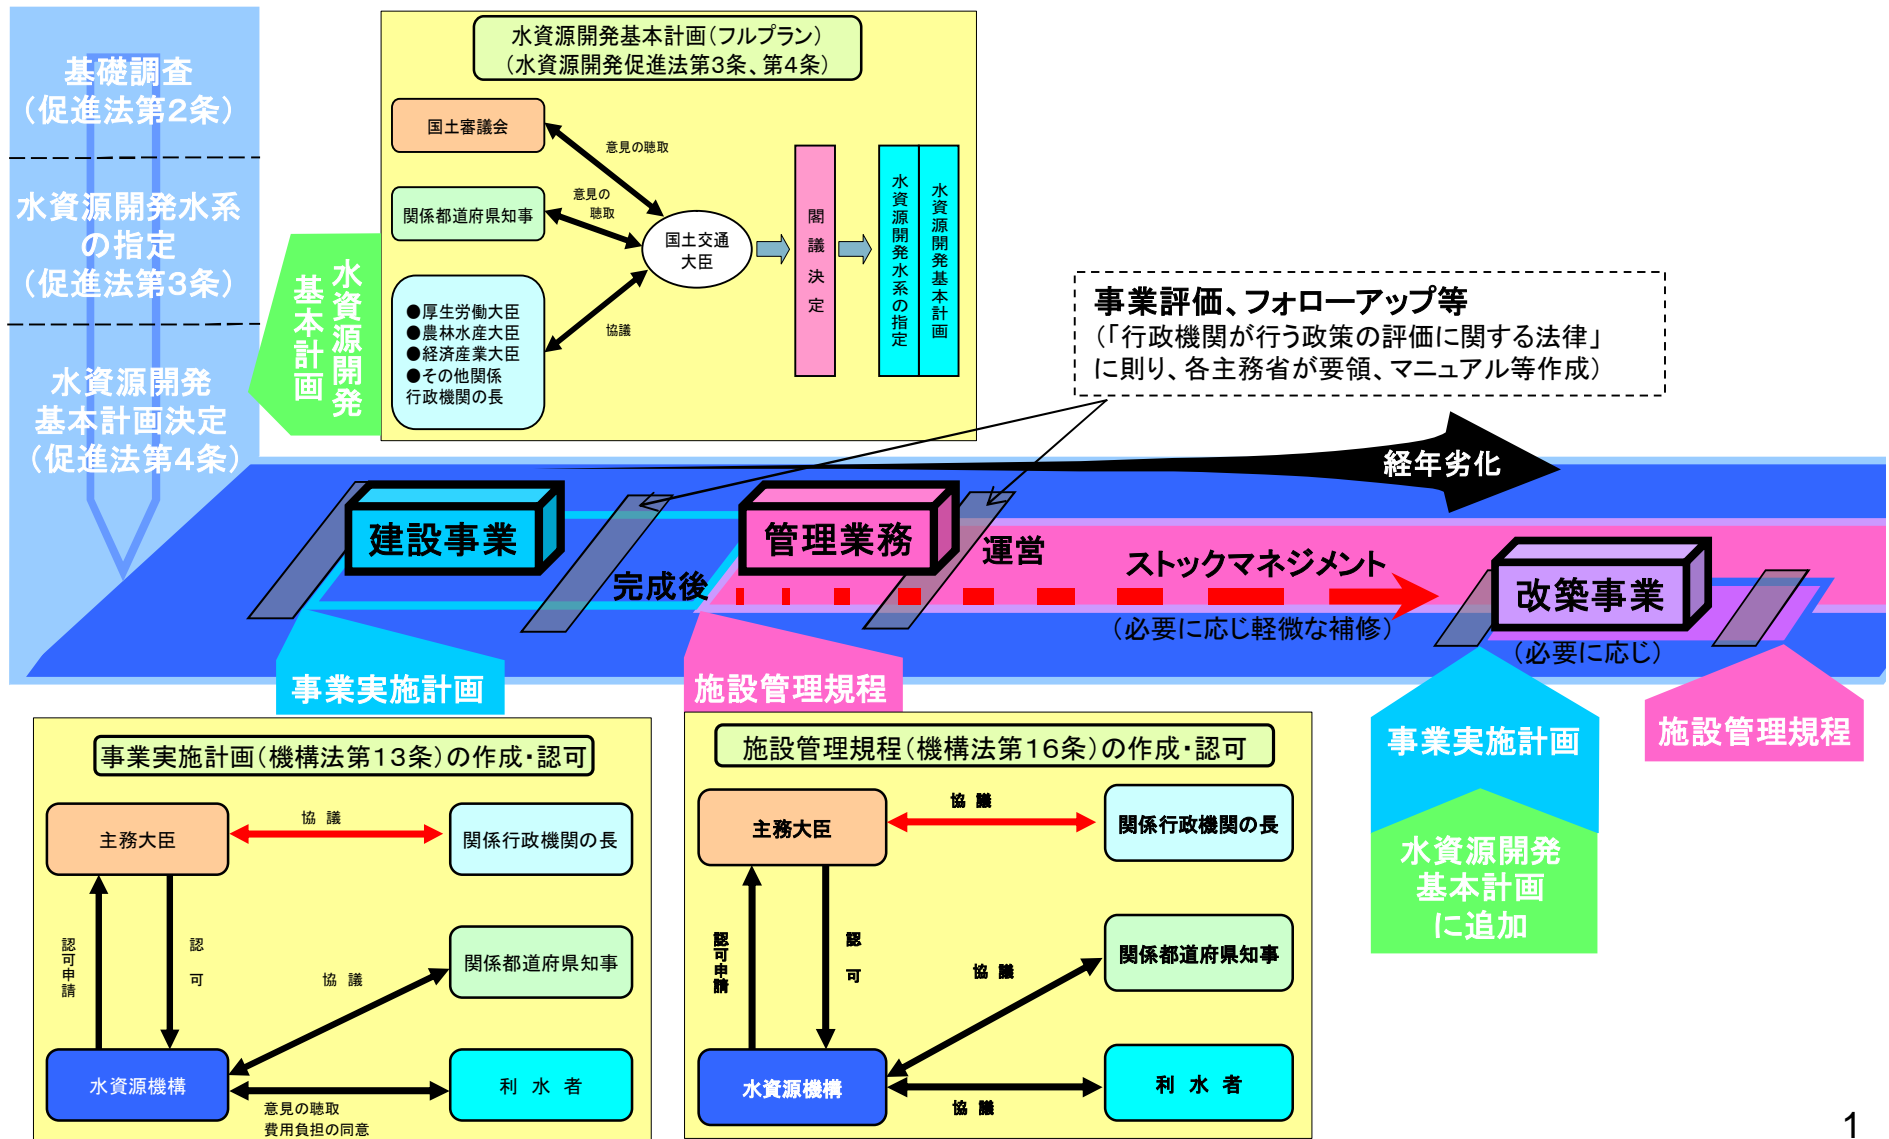 基礎調査
（促進法第2条）
水資源開発水系
の指定
（促進法第3条）
水資源開発
基本計画決定
（促進法第4条）
水資源開発
基本計画
水資源開発基本計画（フルプラン）
（水資源開発促進法第3条、第4条）
国土審議会
意見の聴取
関係都道府県知事
意見の
聴取
国土交通
大臣
●厚生労働大臣
●農林水産大臣
●経済産業大臣
●その他関係
行政機関の長
協議
閣議決定
水資源開発水系の指定
水資源開発基本計画
事業評価、フォローアップ等
（「行政機関が行う政策の評価に関する法律」
に則り、各主務省が要領、マニュアル等作成）
経年劣化
建設事業
完成後
管理業務
運営
ストックマネジメント
（必要に応じ軽微な補修）
改築事業
（必要に応じ）
事業実施計画
施設管理規程
事業実施計画
水資源開発
基本計画
に追加
施設管理規程
事業実施計画（機構法第13条）の作成・認可
主務大臣
協 議
関係行政機関の長
認可申請
認 可
協 議
関係都道府県知事
水資源機構
利 水 者
意見の聴取
費用負担の同意
施設管理規程（機構法第16条）の作成・認可
主務大臣
協 議
関係行政機関の長
認可申請
認 可
協 議
関係都道府県知事
水資源機構
協 議
利 水 者
1